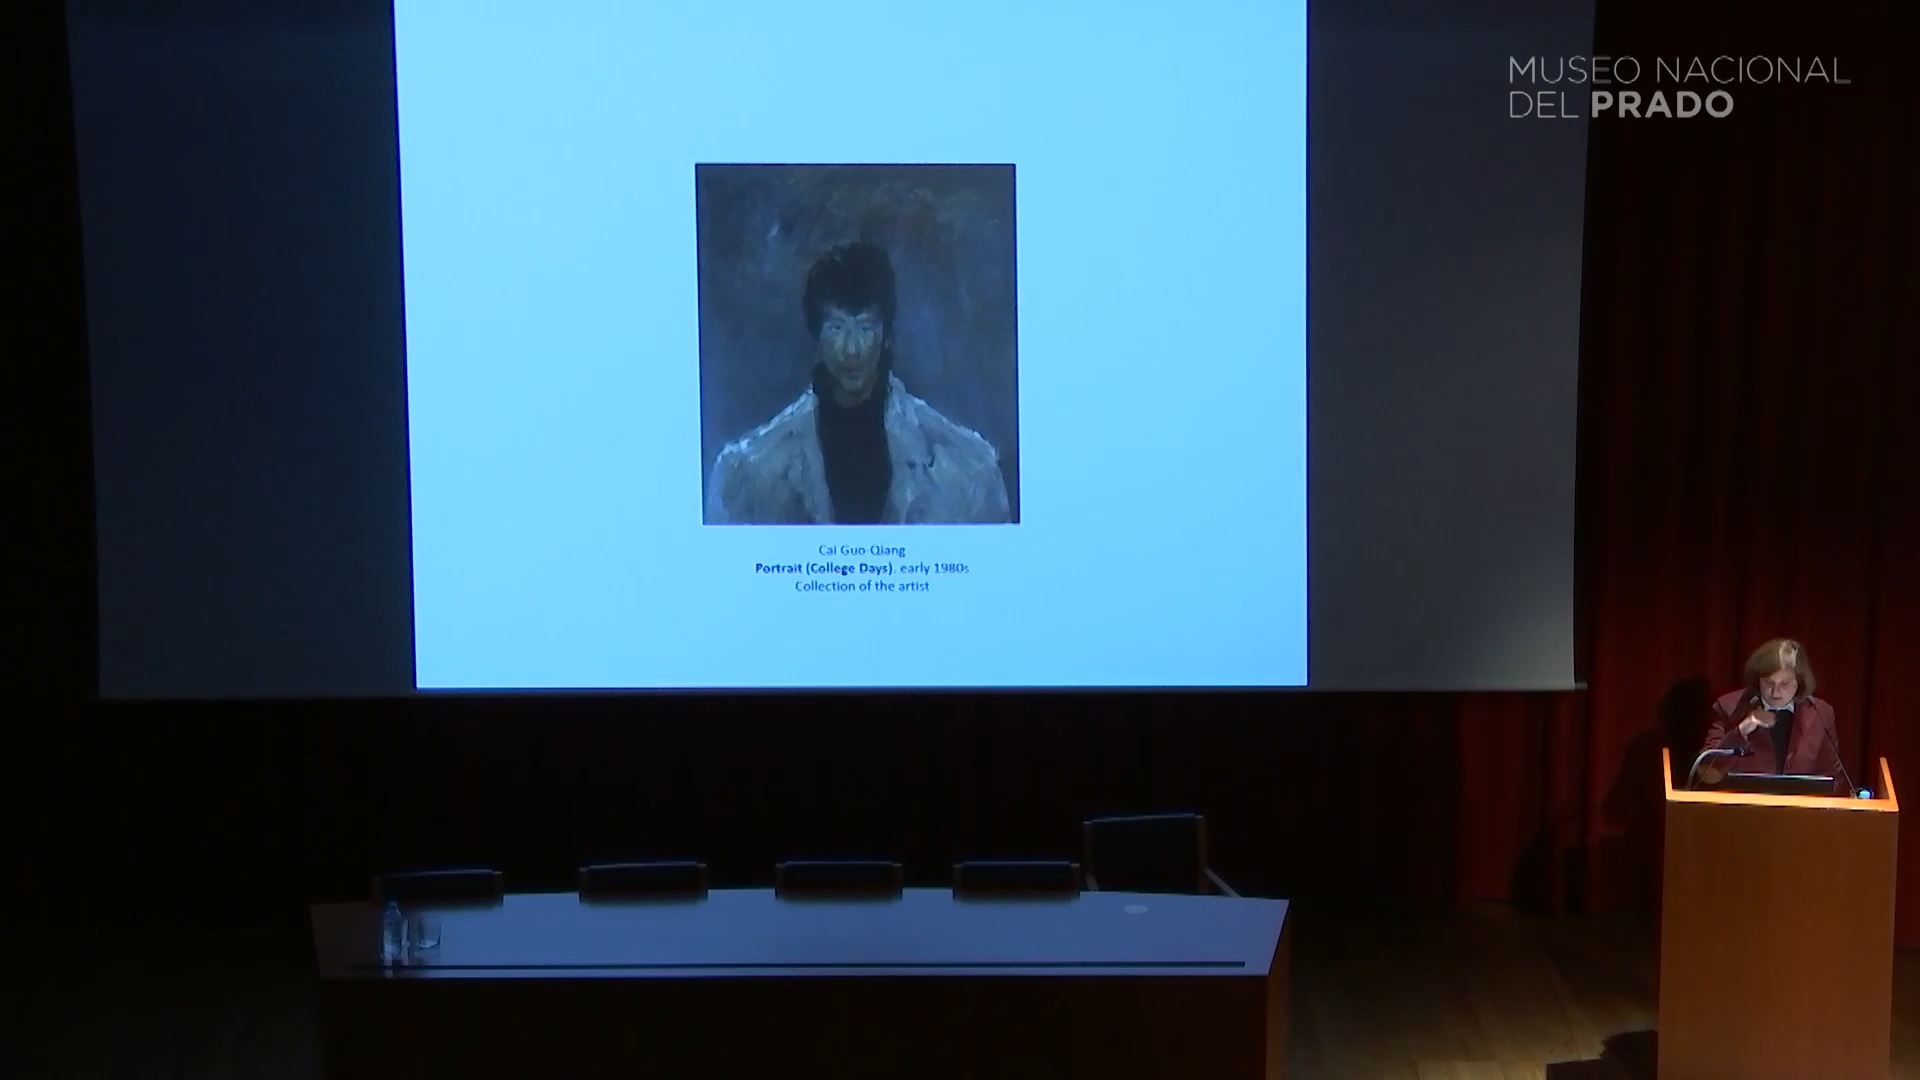 MUSEO NACIONAL
DEL PRADO
Cai Guo-Qiang
Portrait (College Days). early 1980s
Collection of the artist